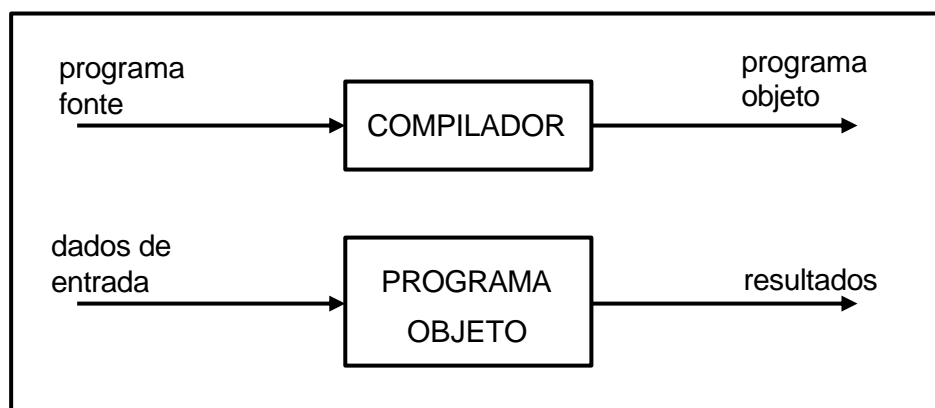 programa
fonte
COMPILADOR
programa
objeto
dados de
entrada
PROGRAMA
OBJETO
resultados